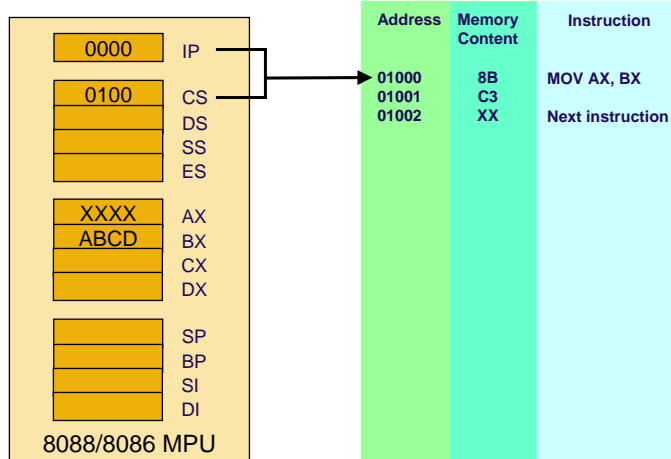 0000 IP
0100 CS
DS
SS
ES
XXXX AX
ABCD BX
CX
DX
SP
BP
SI
DI
8088/8086 MPU
Address Memory Content Instruction
01000 8B MOV AX, BX
01001 C3
01002 XX Next instruction